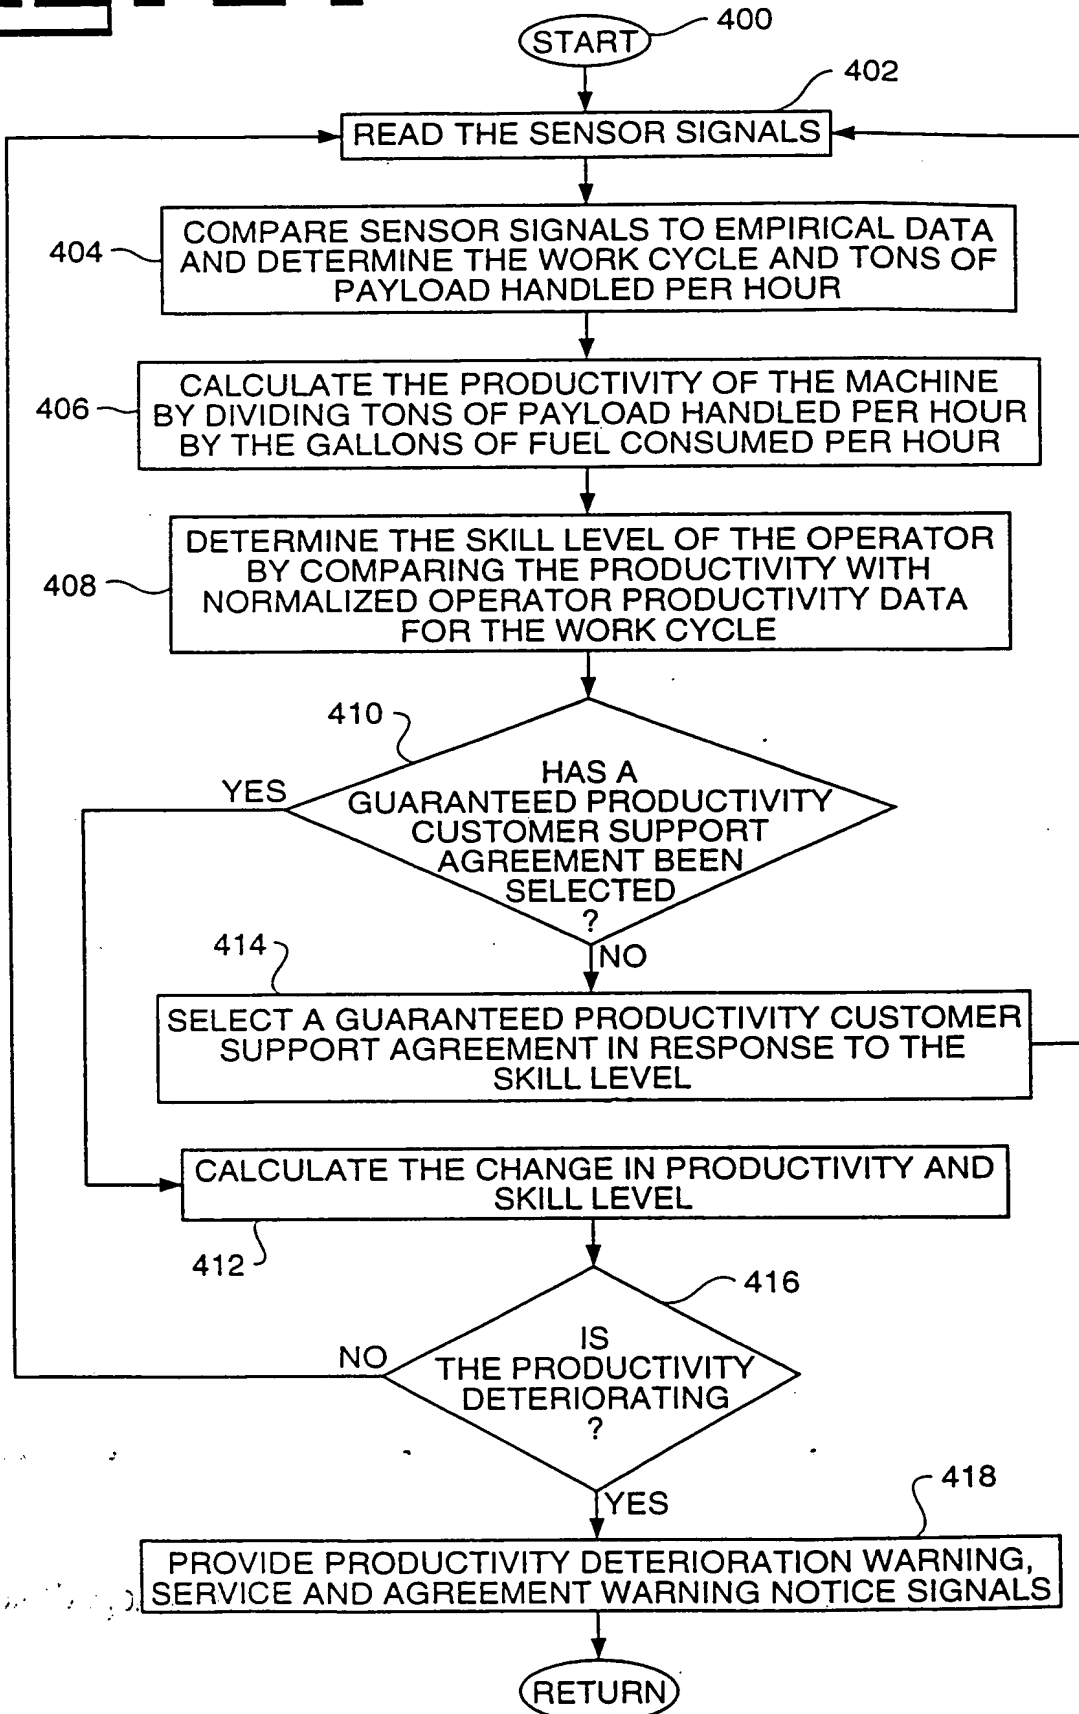 START
400
402
READ THE SENSOR SIGNALS
404
COMPARE SENSOR SIGNALS TO EMPIRICAL DATA
AND DETERMINE THE WORK CYCLE AND TONS OF
PAYLOAD HANDLED PER HOUR
406
CALCULATE THE PRODUCTIVITY OF THE MACHINE
BY DIVIDING TONS OF PAYLOAD HANDLED PER HOUR
BY THE GALLONS OF FUEL CONSUMED PER HOUR
408
DETERMINE THE SKILL LEVEL OF THE OPERATOR
BY COMPARING THE PRODUCTIVITY WITH
NORMALIZED OPERATOR PRODUCTIVITY DATA
FOR THE WORK CYCLE
410
YES
HAS A
GUARANTEED PRODUCTIVITY
CUSTOMER SUPPORT
AGREEMENT BEEN
SELECTED
?
NO
414
SELECT A GUARANTEED PRODUCTIVITY CUSTOMER
SUPPORT AGREEMENT IN RESPONSE TO THE
SKILL LEVEL
CALCULATE THE CHANGE IN PRODUCTIVITY AND
SKILL LEVEL
412
416
NO
IS
THE PRODUCTIVITY
DETERIORATING
?
YES
418
PROVIDE PRODUCTIVITY DETERIORATION WARNING,
SERVICE AND AGREEMENT WARNING NOTICE SIGNALS
RETURN